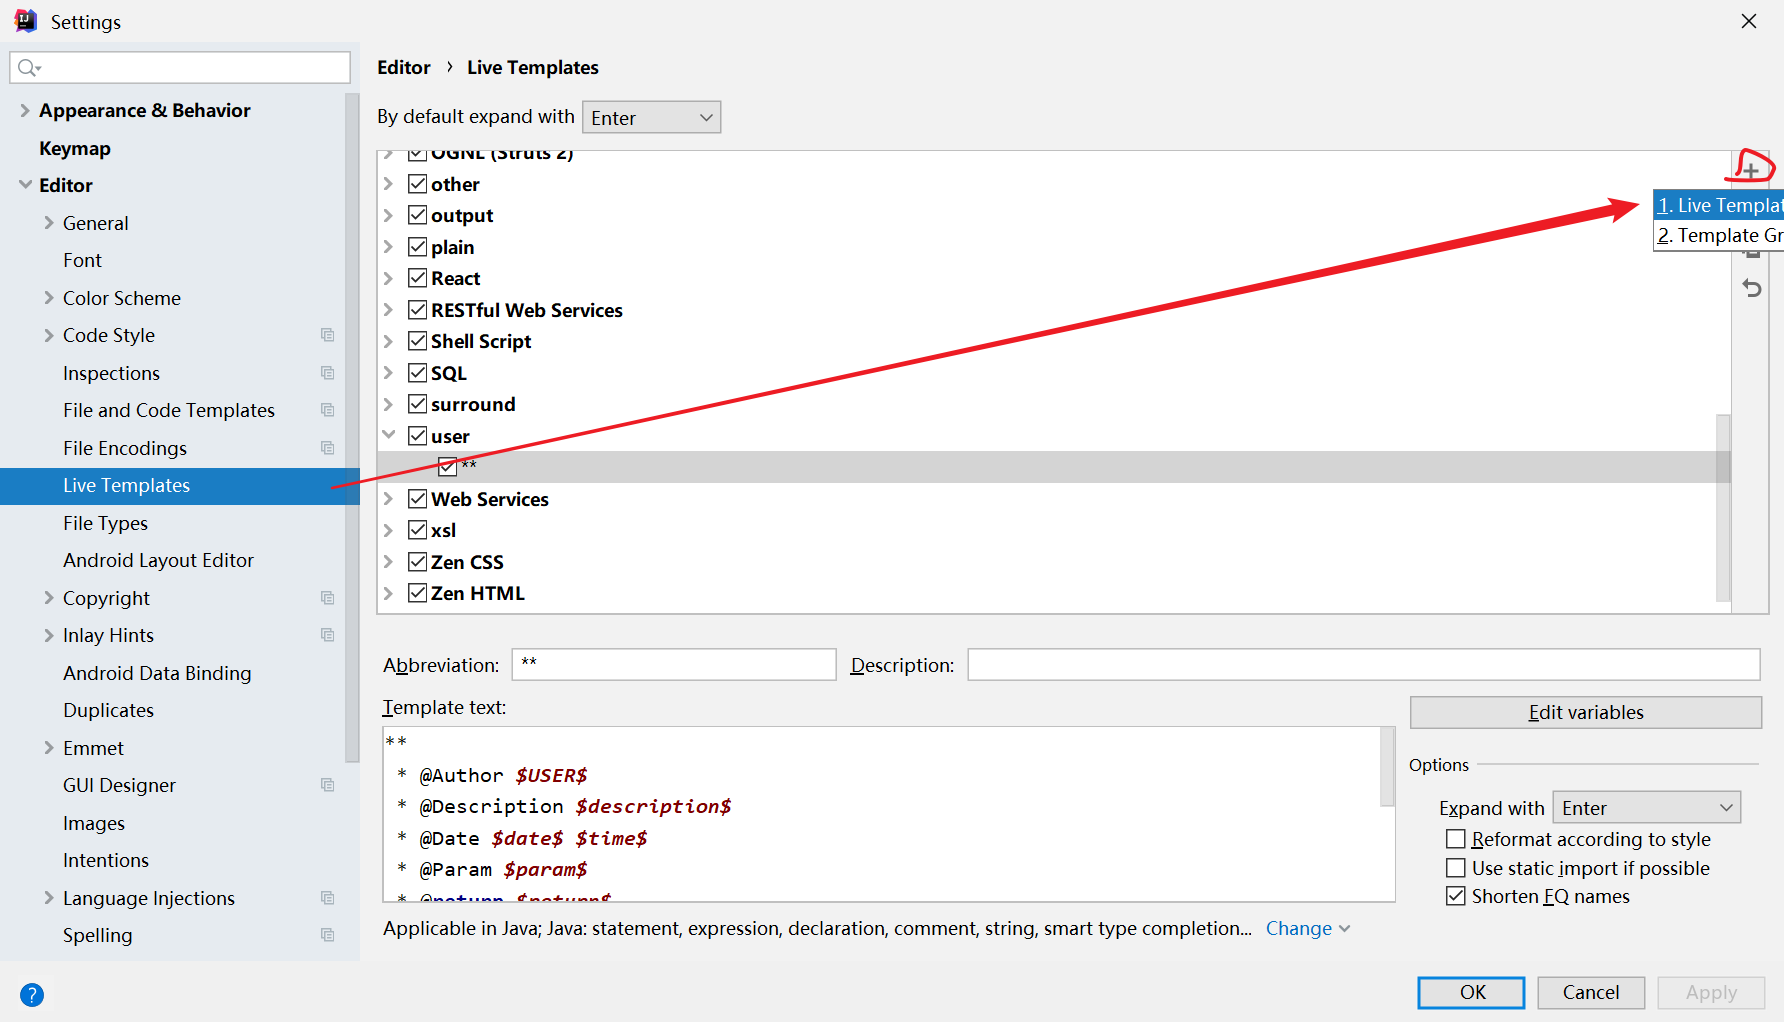 Settings
Appearance & Behavior
Keymap
Editor
General
Font
Color Scheme
Code Style
Inspections
File and Code Templates
File Encodings
Live Templates
File Types
Android Layout Editor
Copyright
Inlay Hints
Android Data Binding
Duplicates
Emmet
GUI Designer
Images
Intentions
Language Injections
Spelling
Editor › Live Templates
By default expand with Enter
OGNL (Struts 2)
other
output
plain
React
RESTful Web Services
Shell Script
SQL
surround
user
**
Web Services
xsl
Zen CSS
Zen HTML
1. Live Templat
2. Template Gr
Abbreviation: ** Description:
Template text:
**
* @Author $USER$
* @Description $description$
* @Date $date$ $time$
* @Param $param$
* @return $return$
Edit variables
Options
Expand with Enter
Reformat according to style
Use static import if possible
Shorten FQ names
Applicable in Java; Java: statement, expression, declaration, comment, string, smart type completion... Change
?
OK Cancel Apply